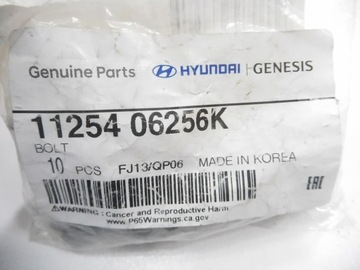 Genuine Parts HYUNDAI | GENESIS
11254 06256K
BOLT
10 PCS FJ13/QP06 MADE IN KOREA
EAC
WARNING : Cancer and Reproductive Harm
www.P65Warnings.ca.gov